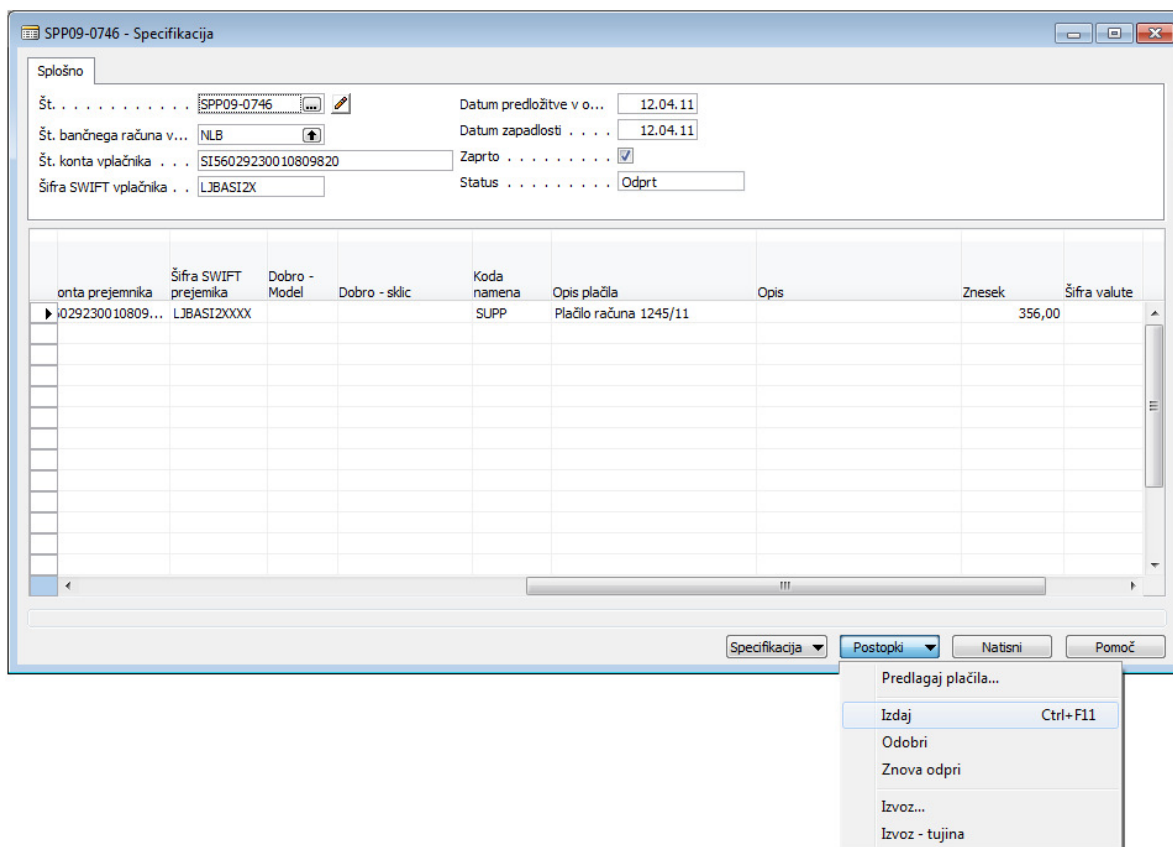 SPP09-0746 - Specifikacija
Splošno
Št. . . . . . . . . . . . SPP09-0746 ...
Št. bančnega računa v... NLB
Št. konta vplačnika . . . SI56029230010809820
Šifra SWIFT vplačnika . . LJBASI2X
Datum predložitve v o... 12.04.11
Datum zapadlosti . . . . 12.04.11
Zaprto . . . . . . . . .
Status . . . . . . . . . Odprt
onta prejemnika Šifra SWIFT prejemika Dobro - Model Dobro - sklic Koda namena Opis plačila Opis Znesek Šifra valute
029230010809... LJBASI2XXXX SUPP Plačilo računa 1245/11 356,00
Specifikacija Postopki Natisni Pomoč
Predlagaj plačila...
Izdaj Ctrl+F11
Odobri
Znova odpri
Izvoz...
Izvoz - tujina